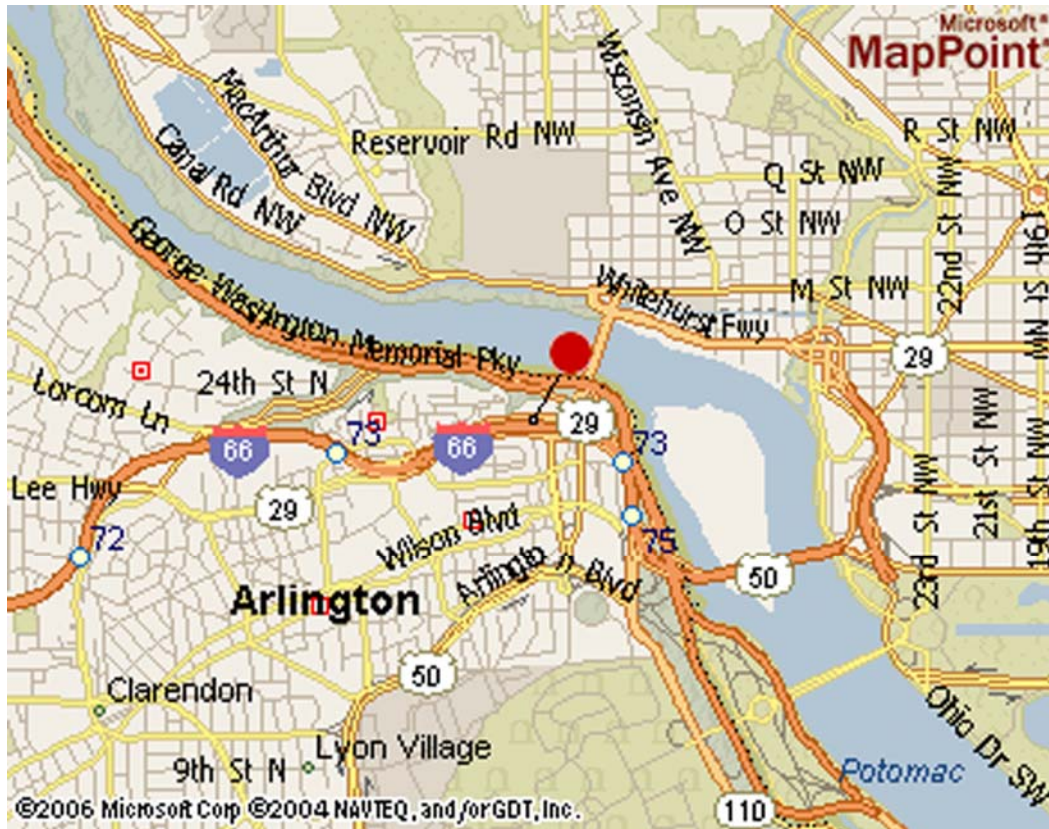 Microsoft®
MapPoint®
Wisconsin Ave NW
MacArthur Blvd NW
Reservoir Rd NW
R St NW
Canal Rd NW
Q St NW
O St NW
22nd St NW
19th St NW
George Washington Memorial Pky
Whitehurst Fwy
M St NW
29
24th St N
Lorcom Ln
29
66
73
66
73
Lee Hwy
29
Wilson Blvd
72
75
21st St NW
19th St NW
23rd St NW
Arlington Blvd
50
Arlington
50
Clarendon
Lyon Village
9th St N
Ohio Dr SW
Potomac
110
©2006 Microsoft Corp ©2004 NAVTEQ, and/or GDT, Inc.